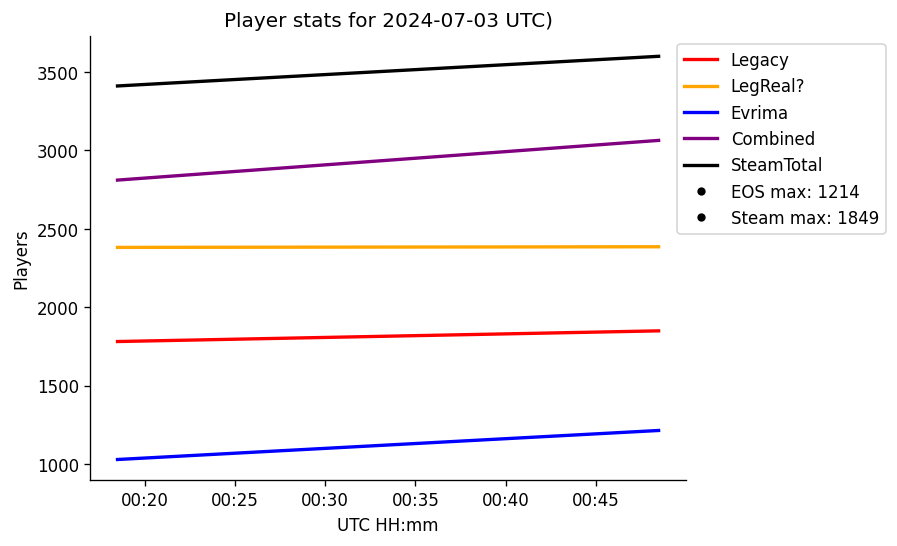 Player stats for 2024-07-03 UTC)
Legacy
LegReal?
Evrima
Combined
SteamTotal
EOS max: 1214
Steam max: 1849
Players
3500
3000
2500
2000
1500
1000
00:20 00:25 00:30 00:35 00:40 00:45
UTC HH:mm